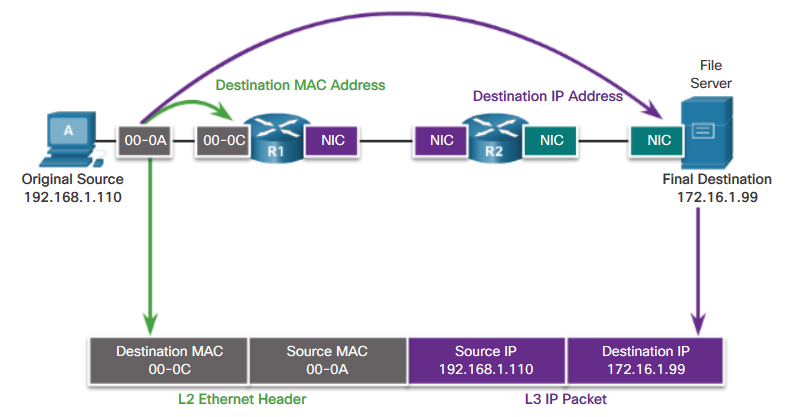 File
Server
Destination MAC Address
Destination IP Address
A
00-0A
00-0C
R1
NIC
NIC
R2
NIC
NIC
Original Source
192.168.1.110
Final Destination
172.16.1.99
Destination MAC
00-0C
Source MAC
00-0A
Source IP
192.168.1.110
Destination IP
172.16.1.99
L2 Ethernet Header
L3 IP Packet